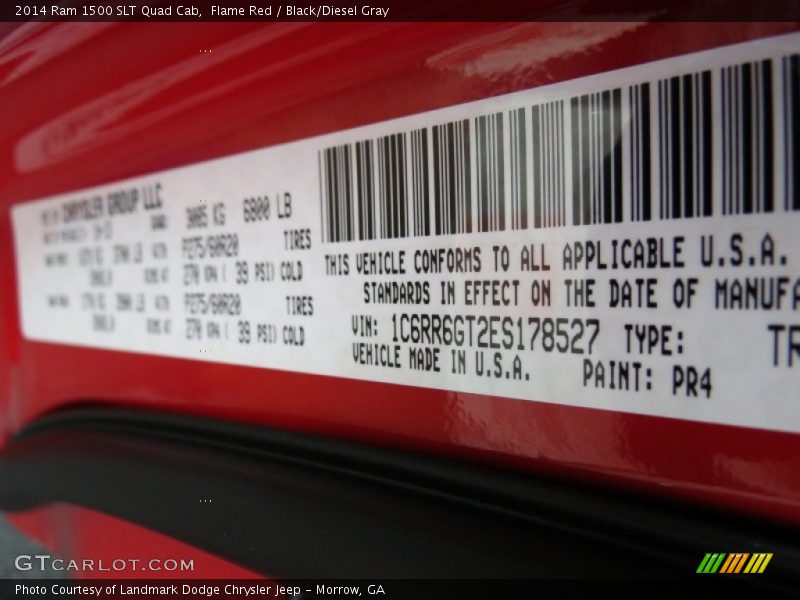 2014 Ram 1500 SLT Quad Cab, Flame Red / Black/Diesel Gray
CHRYSLER GROUP LLC
3085 KG 6800 LB
P275/60R20 TIRES
270 KPA ( 39 PSI) COLD
P275/60R20 TIRES
270 KPA ( 39 PSI) COLD
THIS VEHICLE CONFORMS TO ALL APPLICABLE U.S.A.
STANDARDS IN EFFECT ON THE DATE OF MANUFA
VIN: 1C6RR6GT2ES178527 TYPE: TR
VEHICLE MADE IN U.S.A. PAINT: PR4
GTCARLOT.COM
Photo Courtesy of Landmark Dodge Chrysler Jeep - Morrow, GA